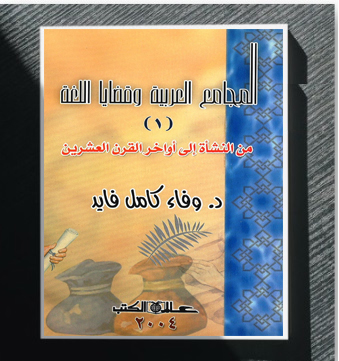 المجامع العربية وقضايا اللغة
(١)
من النشأة إلى أواخر القرن العشرين
د. وفاء كامل فايد
عالم الكتب
٢٠٠٤